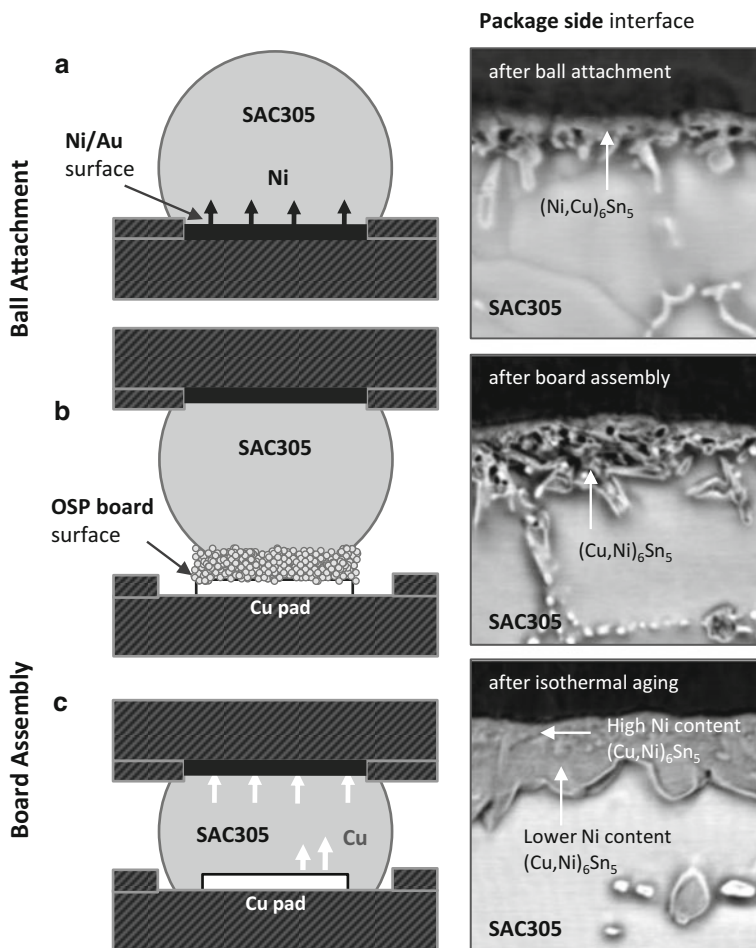 Package side interface
a
after ball attachment
SAC305
Ni/Au
surface
Ni
(Ni,Cu)₆Sn₅
SAC305
Ball Attachment
b
after board assembly
SAC305
OSP board
surface
(Cu,Ni)₆Sn₅
Cu pad
SAC305
Board Assembly
c
after isothermal aging
High Ni content
(Cu,Ni)₆Sn₅
SAC305
Cu
Lower Ni content
(Cu,Ni)₆Sn₅
Cu pad
SAC305